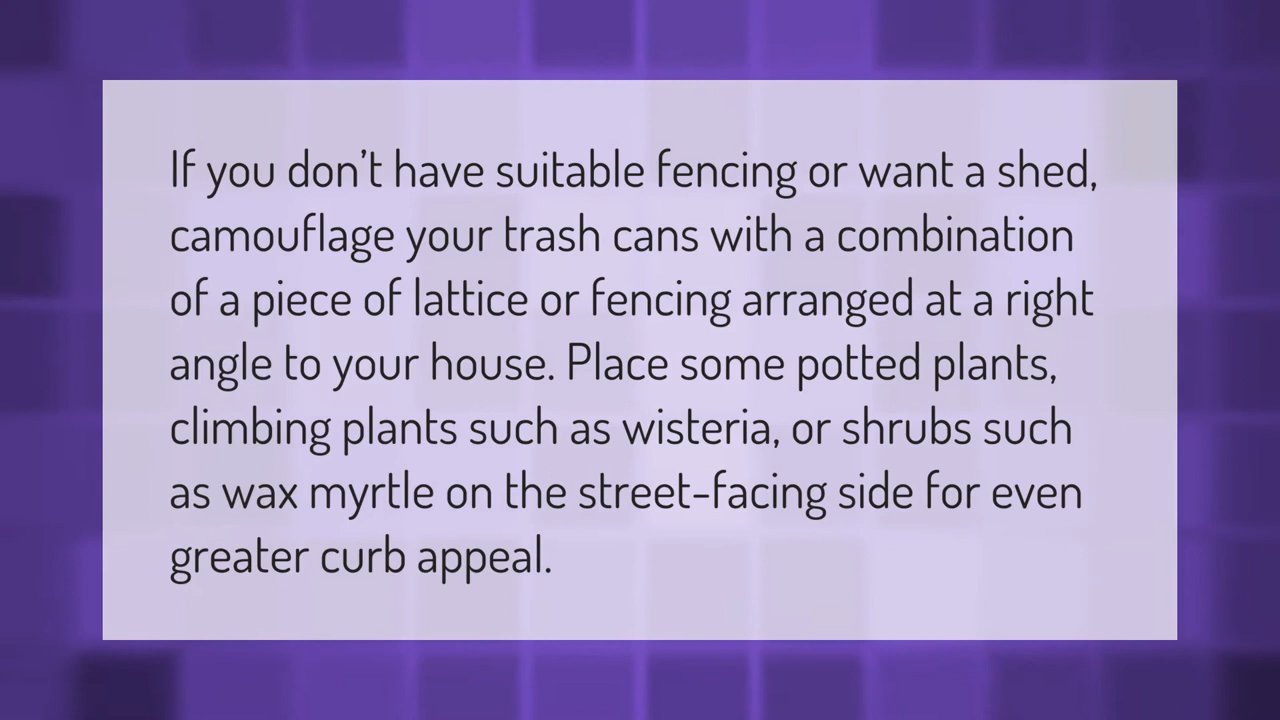 If you don’t have suitable fencing or want a shed,
camouflage your trash cans with a combination
of a piece of lattice or fencing arranged at a right
angle to your house. Place some potted plants,
climbing plants such as wisteria, or shrubs such
as wax myrtle on the street-facing side for even
greater curb appeal.